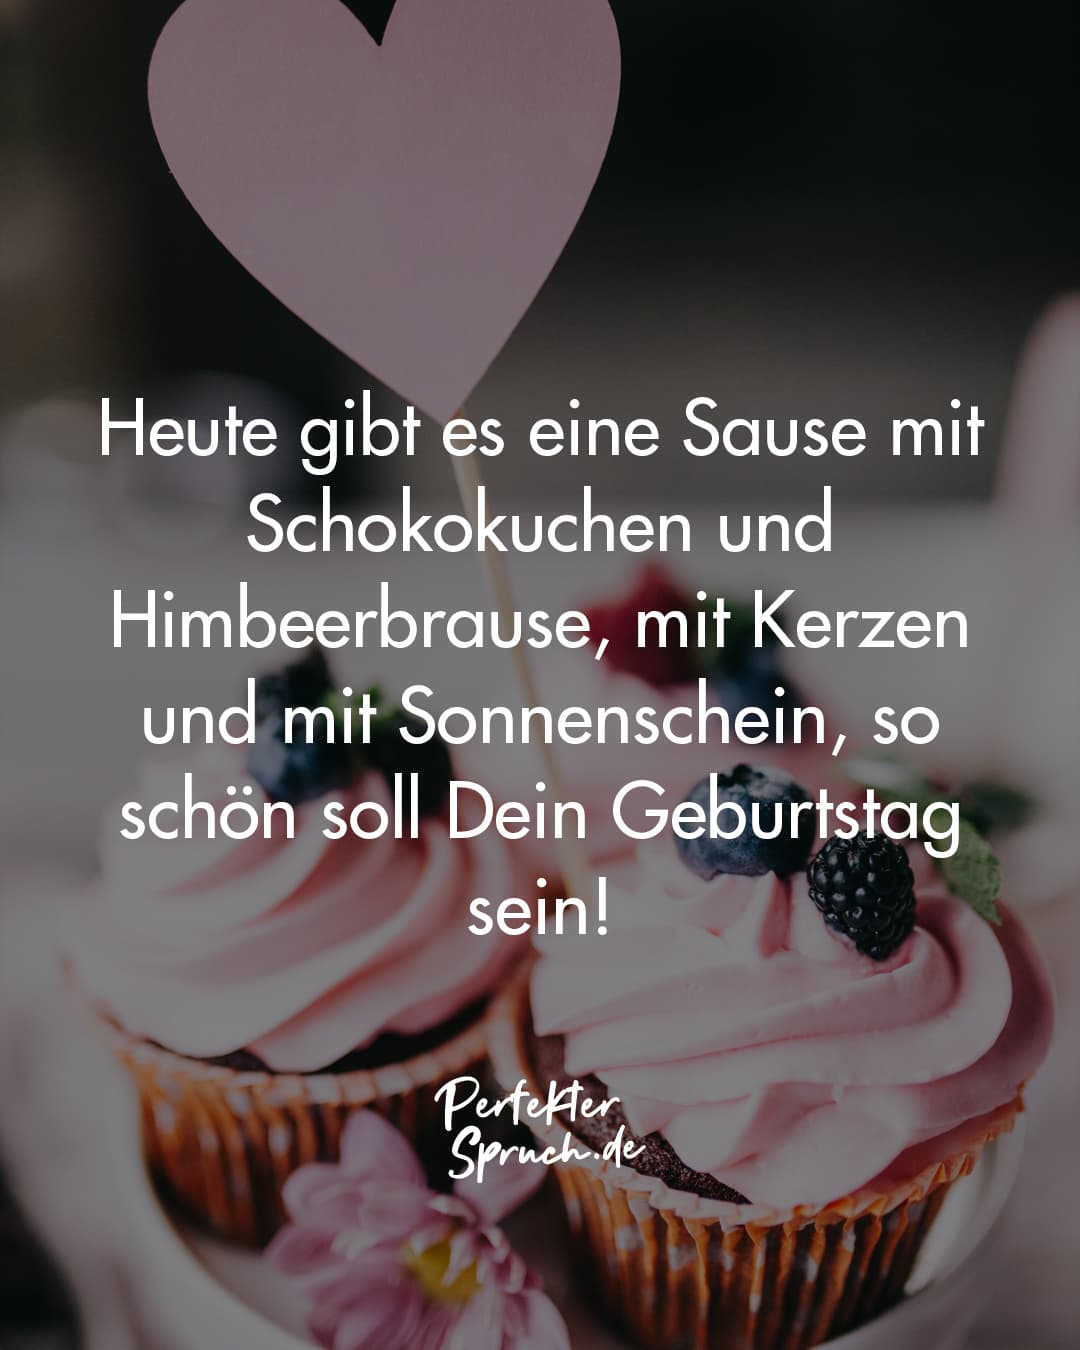 Heute gibt es eine Sause mit
Schokokuchen und
Himbeerbrause, mit Kerzen
und mit Sonnenschein, so
schön soll Dein Geburtstag
sein!
Perfekter
Spruch.de